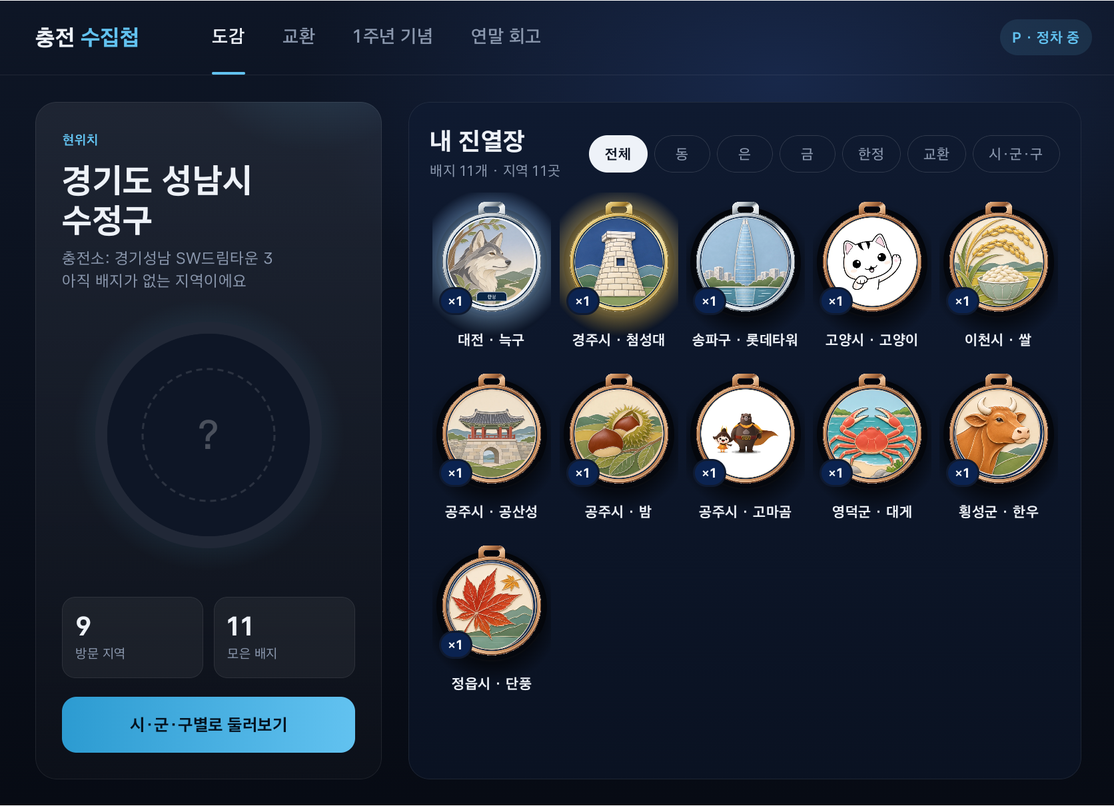 충전 수집첩
도감
교환
1주년 기념
연말 회고
P · 정차 중
현위치
경기도 성남시
수정구
충전소: 경기성남 SW드림타운 3
아직 배지가 없는 지역이에요
?
9
방문 지역
11
모은 배지
시·군·구별로 둘러보기
내 진열장
배지 11개 · 지역 11곳
전체
동
은
금
한정
교환
시·군·구
×1
×1
×1
×1
×1
대전 · 늑구
경주시 · 첨성대
송파구 · 롯데타워
고양시 · 고양이
이천시 · 쌀
×1
×1
×1
×1
×1
공주시 · 공산성
공주시 · 밤
공주시 · 고마곰
영덕군 · 대게
횡성군 · 한우
×1
정읍시 · 단풍